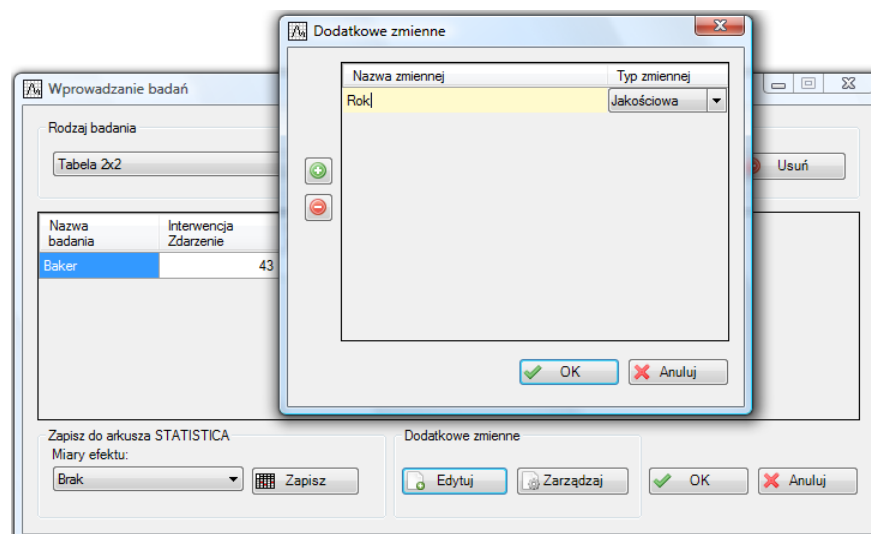 Dodatkowe zmienne
Nazwa zmiennej Typ zmiennej
Rok Jakościowa
OK Anuluj
Wprowadzanie badań
Rodzaj badania
Tabela 2x2 Usuń
Nazwa badania Interwencja Zdarzenie
Baker 43
Zapisz do arkusza STATISTICA
Miary efektu:
Brak Zapisz
Dodatkowe zmienne
Edytuj Zarządzaj OK Anuluj